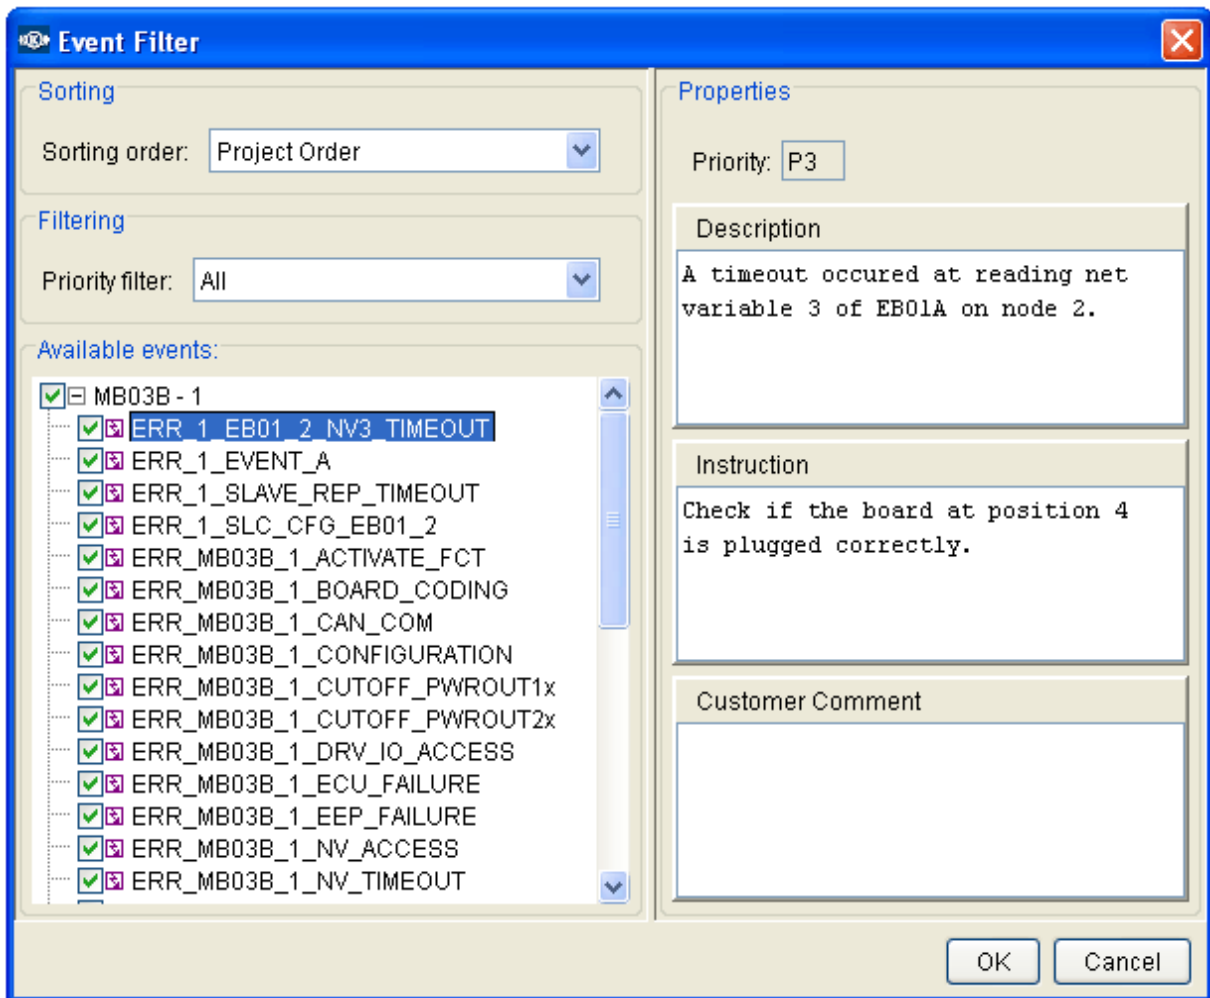 Event Filter
Sorting
Sorting order: Project Order
Filtering
Priority filter: All
Available events:
MB03B - 1
ERR_1_EB01_2_NV3_TIMEOUT
ERR_1_EVENT_A
ERR_1_SLAVE_REP_TIMEOUT
ERR_1_SLC_CFG_EB01_2
ERR_MB03B_1_ACTIVATE_FCT
ERR_MB03B_1_BOARD_CODING
ERR_MB03B_1_CAN_COM
ERR_MB03B_1_CONFIGURATION
ERR_MB03B_1_CUTOFF_PWROUT1x
ERR_MB03B_1_CUTOFF_PWROUT2x
ERR_MB03B_1_DRV_IO_ACCESS
ERR_MB03B_1_ECU_FAILURE
ERR_MB03B_1_EEP_FAILURE
ERR_MB03B_1_NV_ACCESS
ERR_MB03B_1_NV_TIMEOUT
Properties
Priority: P3
Description
A timeout occured at reading net
variable 3 of EB01A on node 2.
Instruction
Check if the board at position 4
is plugged correctly.
Customer Comment
OK
Cancel